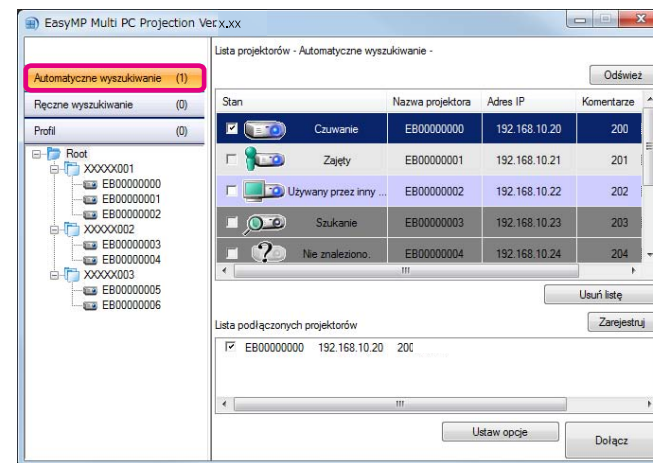 EasyMP Multi PC Projection Ver.x.xx
Lista projektorów - Automatyczne wyszukiwanie -
Automatyczne wyszukiwanie (1)
Odśwież
Ręczne wyszukiwanie (0)
Stan Nazwa projektora Adres IP Komentarze
Profil (0)
Czuwanie EB00000000 192.168.10.20 200
Root
XXXXX001
Zajęty EB00000001 192.168.10.21 201
EB00000000
EB00000001
Używany przez inny ... EB00000002 192.168.10.22 202
EB00000002
XXXXX002
Szukanie EB00000003 192.168.10.23 203
EB00000003
EB00000004
Nie znaleziono. EB00000004 192.168.10.24 204
XXXXX003
EB00000005
EB00000006
Usuń listę
Lista podłączonych projektorów
Zarejestruj
EB00000000 192.168.10.20 200
Ustaw opcje
Dołącz